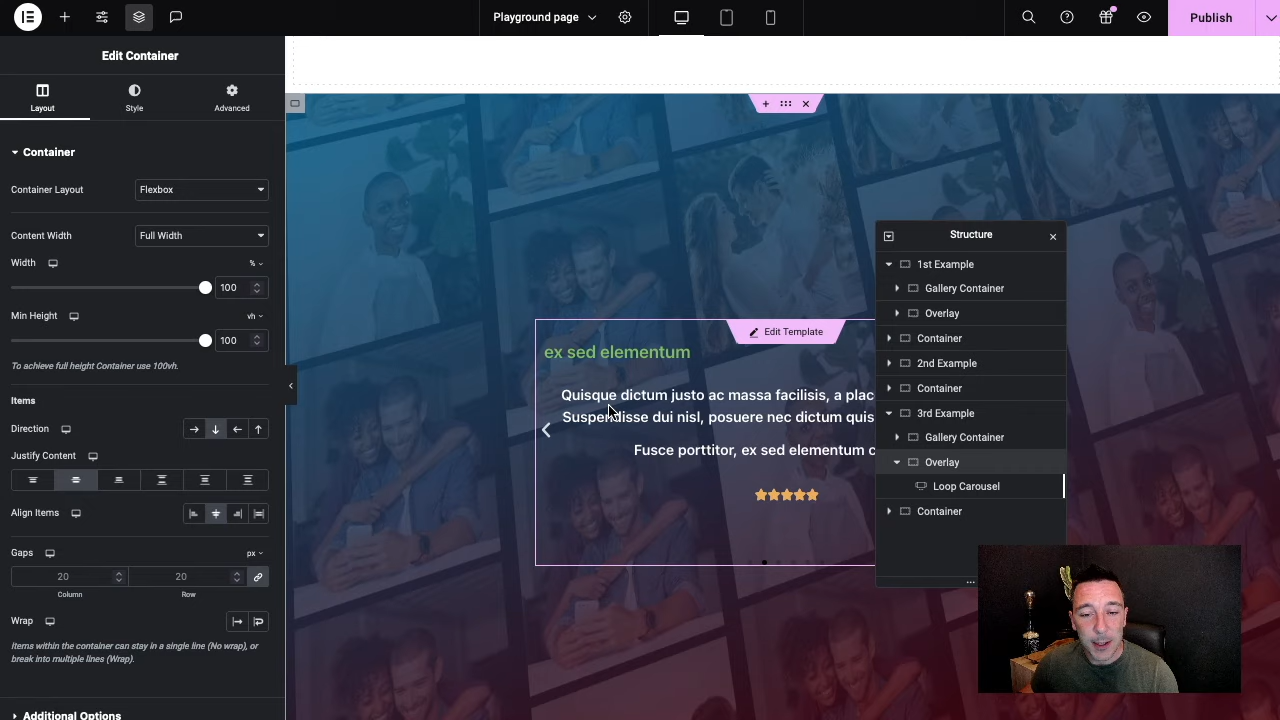 Playground page
Publish
Edit Container
Layout
Style
Advanced
Container
Container Layout
Flexbox
Content Width
Full Width
Width
%
100
Min Height
vh
100
To achieve full height Container use 100vh.
Items
Direction
Justify Content
Align Items
Gaps
px
20
20
Column
Row
Wrap
Items within the container can stay in a single line (No wrap), or
break into multiple lines (Wrap).
Additional Options
Edit Template
ex sed elementum
Quisque dictum justo ac massa facilisis, a plac
Suspendisse dui nisl, posuere nec dictum quis
Fusce porttitor, ex sed elementum c
Structure
1st Example
Gallery Container
Overlay
Container
2nd Example
Container
3rd Example
Gallery Container
Overlay
Loop Carousel
Container